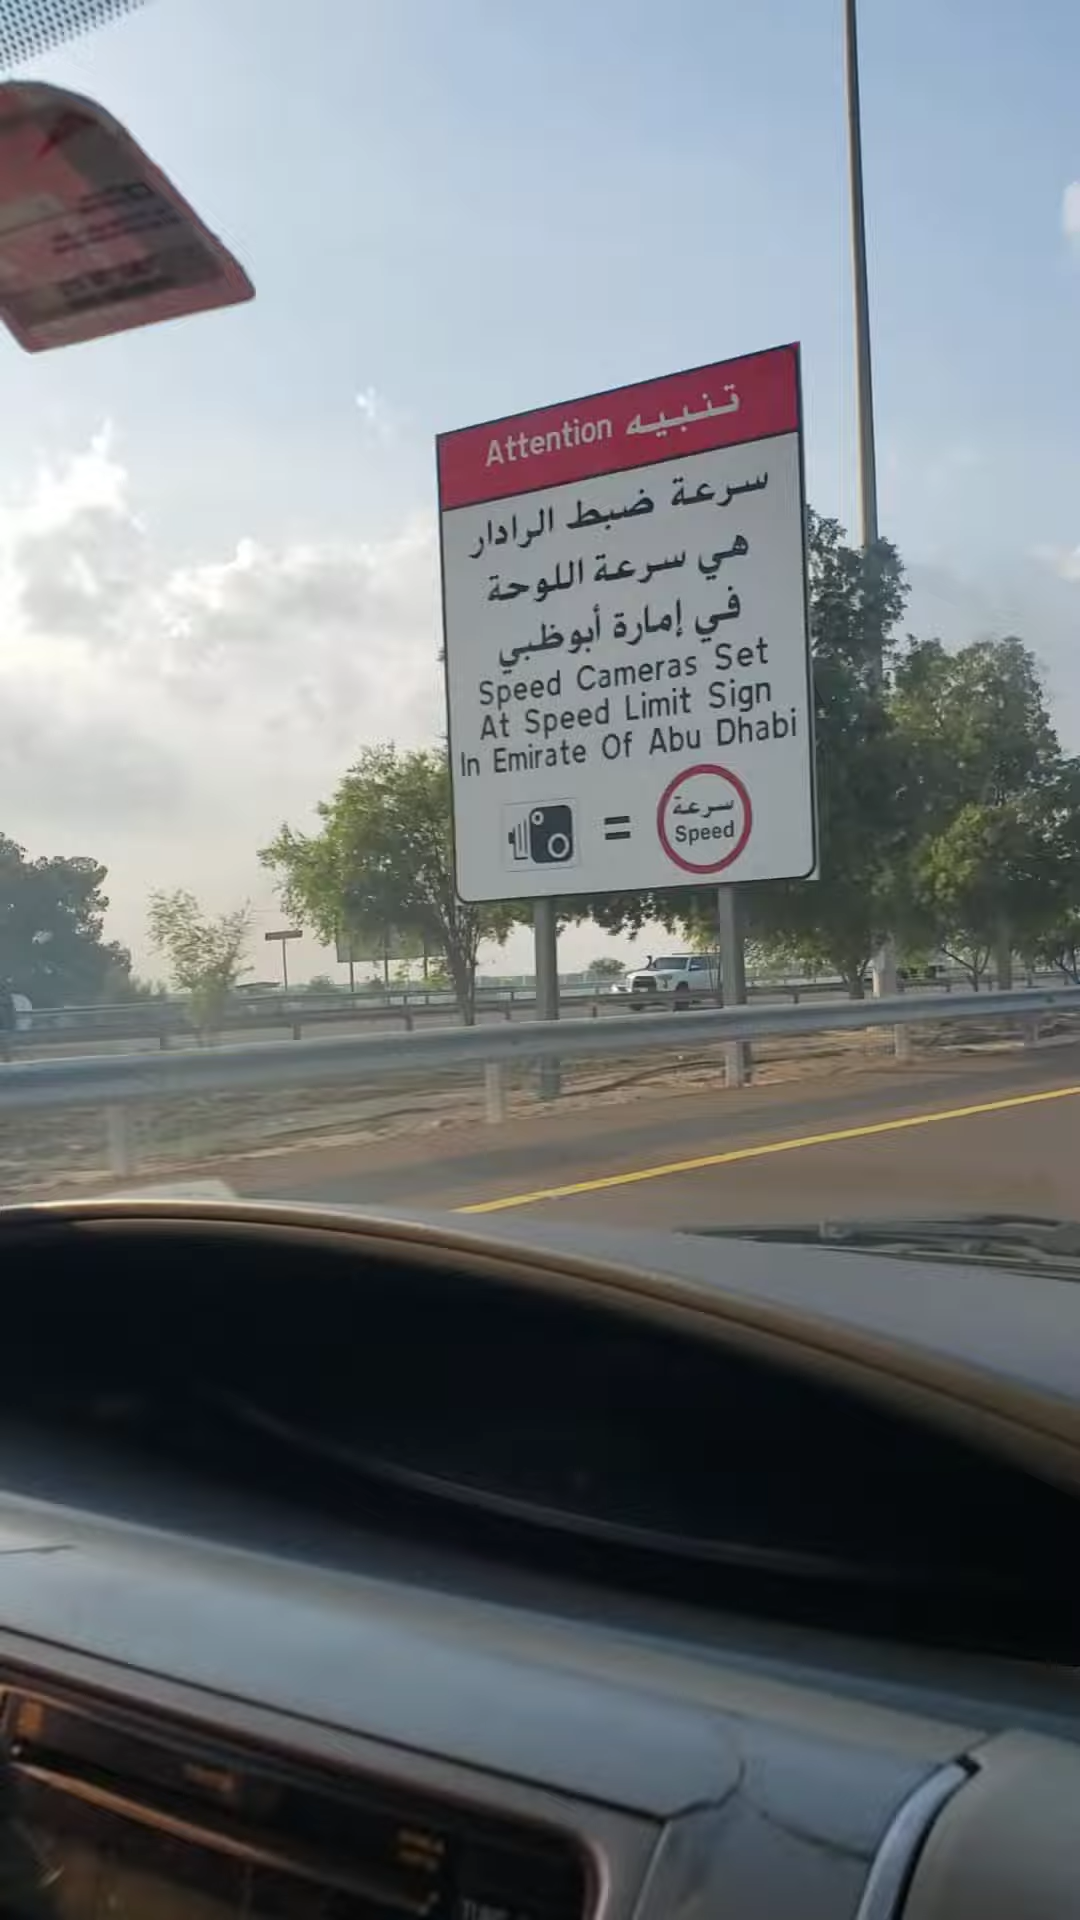 تنبيه Attention
سرعة ضبط الرادار
هي سرعة اللوحة
في إمارة أبوظبي
Speed Cameras Set
At Speed Limit Sign
In Emirate Of Abu Dhabi
=
سرعة
Speed